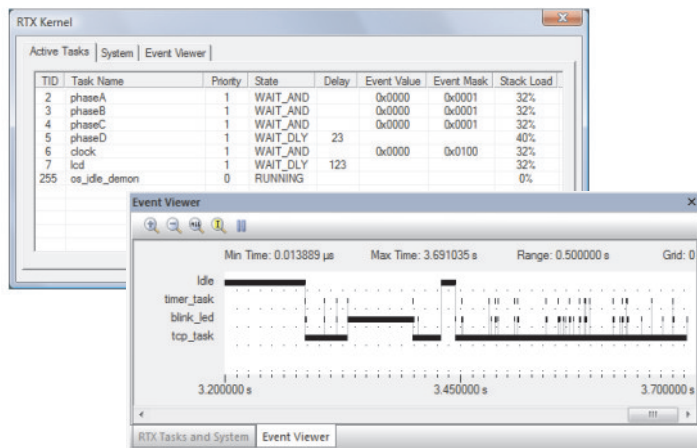 RTX Kernel
Active Tasks System Event Viewer
TID Task Name Priority State Delay Event Value Event Mask Stack Load
2 phaseA 1 WAIT_AND 0x0000 0x0001 32%
3 phaseB 1 WAIT_AND 0x0000 0x0001 32%
4 phaseC 1 WAIT_AND 0x0000 0x0001 32%
5 phaseD 1 WAIT_DLY 23 40%
6 clock 1 WAIT_AND 0x0000 0x0100 32%
7 lcd 1 WAIT_DLY 123 32%
255 os_idle_demon 0 RUNNING 0%
Event Viewer
Min Time: 0.013889 µs Max Time: 3.691035 s Range: 0.500000 s Grid: 0
Idle
timer_task
blink_led
tcp_task
3.200000 s 3.450000 s 3.700000 s
RTX Tasks and System Event Viewer